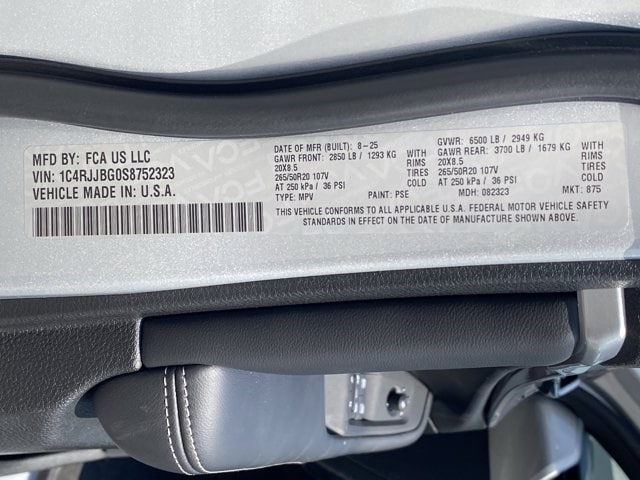 MFD BY: FCA US LLC
VIN: 1C4RJJBG0S8752323
VEHICLE MADE IN U.S.A.
DATE OF MFR (BUILT): 8-25
GAWR FRONT: 2850 LB / 1293 KG WITH
20X8.5 RIMS
265/50R20 107V TIRES
AT 250 kPa / 36 PSI COLD
TYPE: MPV PAINT: PSE
GVWR: 6500 LB / 2949 KG
GAWR REAR: 3700 LB / 1679 KG WITH
20X8.5 RIMS
265/50R20 107V TIRES
AT 250 kPa / 36 PSI COLD
MDH: 082323 MKT: 875
THIS VEHICLE CONFORMS TO ALL APPLICABLE U.S.A. FEDERAL MOTOR VEHICLE SAFETY
STANDARDS IN EFFECT ON THE DATE OF MANUFACTURE SHOWN ABOVE.